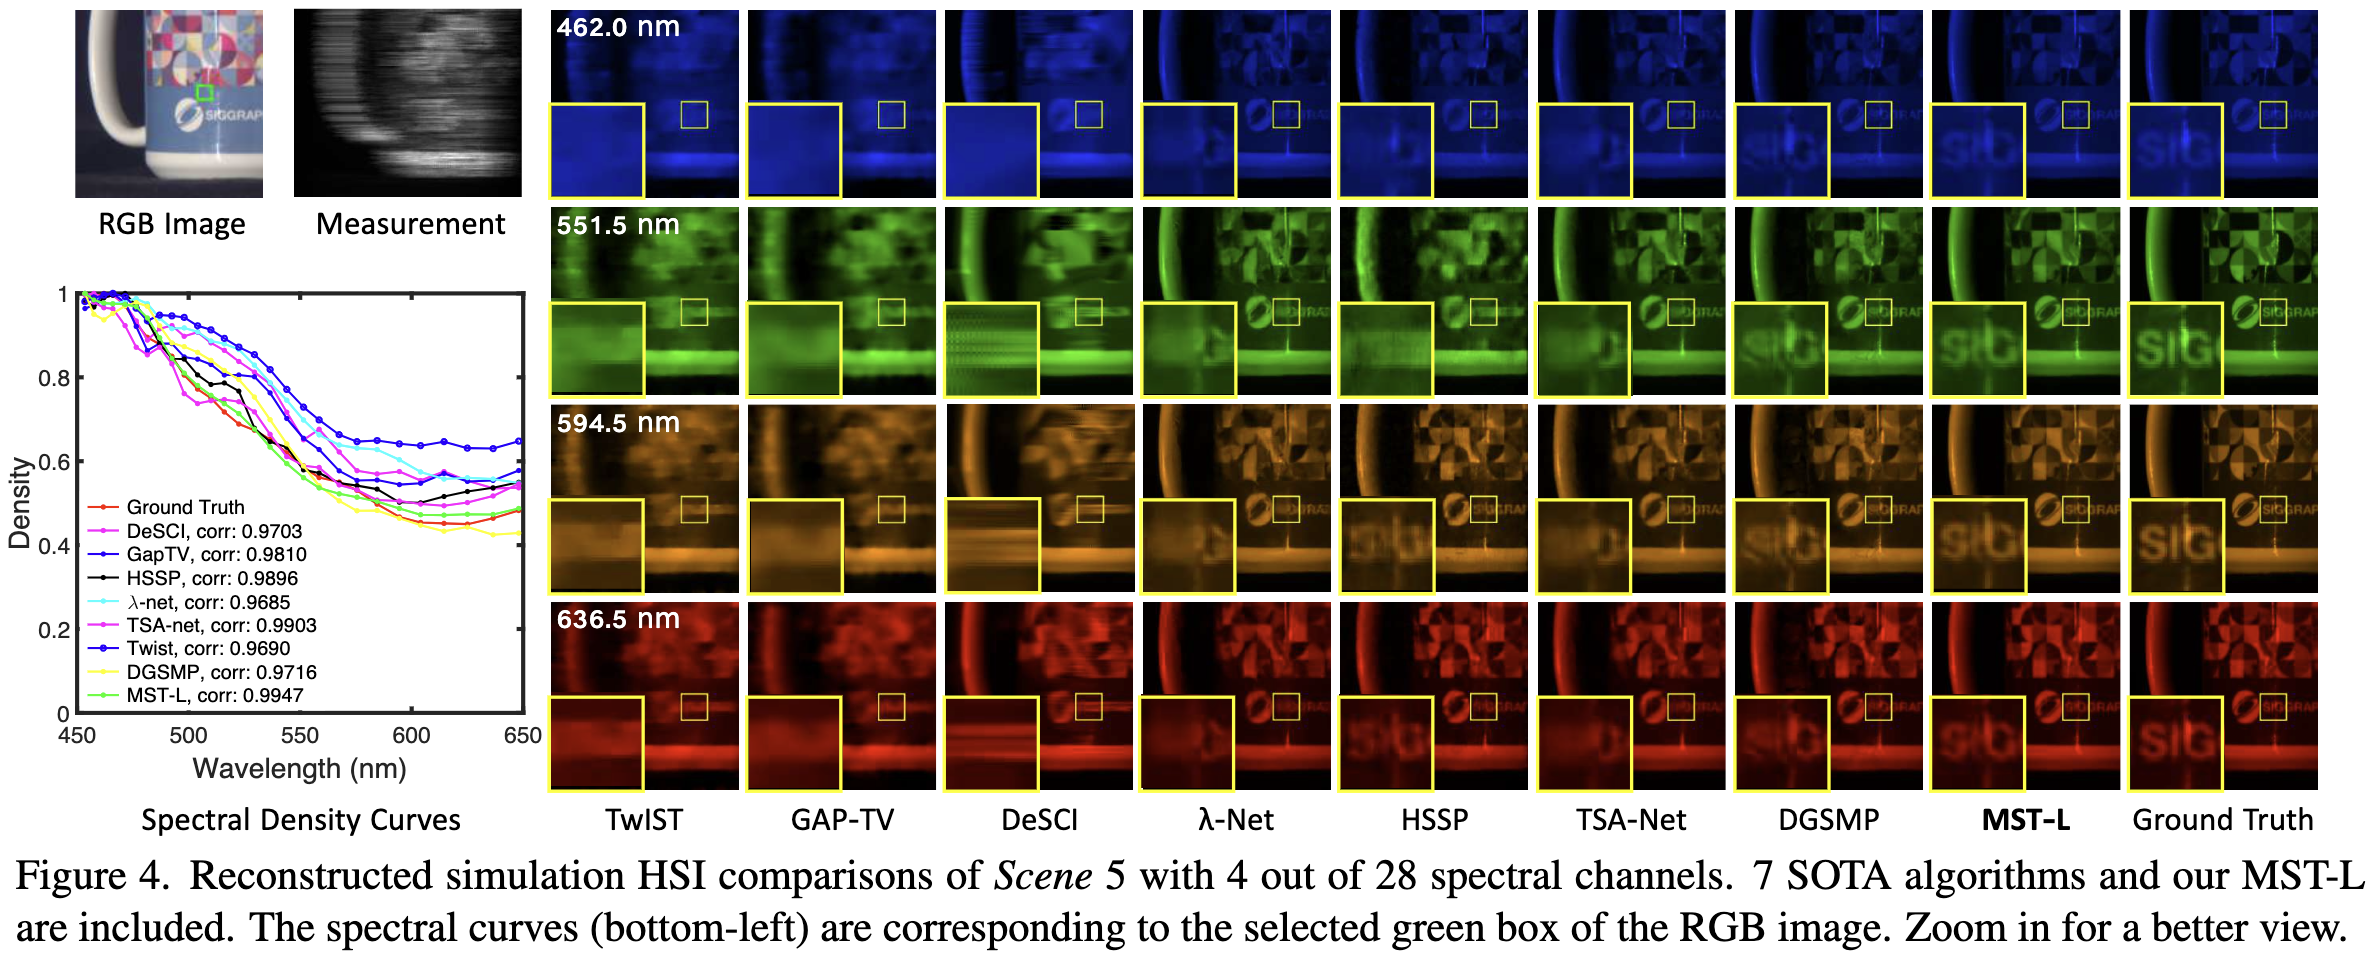 SIGGRAP
RGB Image
Measurement
462.0 nm
551.5 nm
594.5 nm
636.5 nm
1
0.8
0.6
0.4
0.2
0
Density
Ground Truth
DeSCI, corr: 0.9703
GapTV, corr: 0.9810
HSSP, corr: 0.9896
λ-net, corr: 0.9685
TSA-net, corr: 0.9903
Twist, corr: 0.9690
DGSMP, corr: 0.9716
MST-L, corr: 0.9947
450 500 550 600 650
Wavelength (nm)
Spectral Density Curves
TwIST GAP-TV DeSCI λ-Net HSSP TSA-Net DGSMP MST-L Ground Truth
Figure 4. Reconstructed simulation HSI comparisons of Scene 5 with 4 out of 28 spectral channels. 7 SOTA algorithms and our MST-L
are included. The spectral curves (bottom-left) are corresponding to the selected green box of the RGB image. Zoom in for a better view.